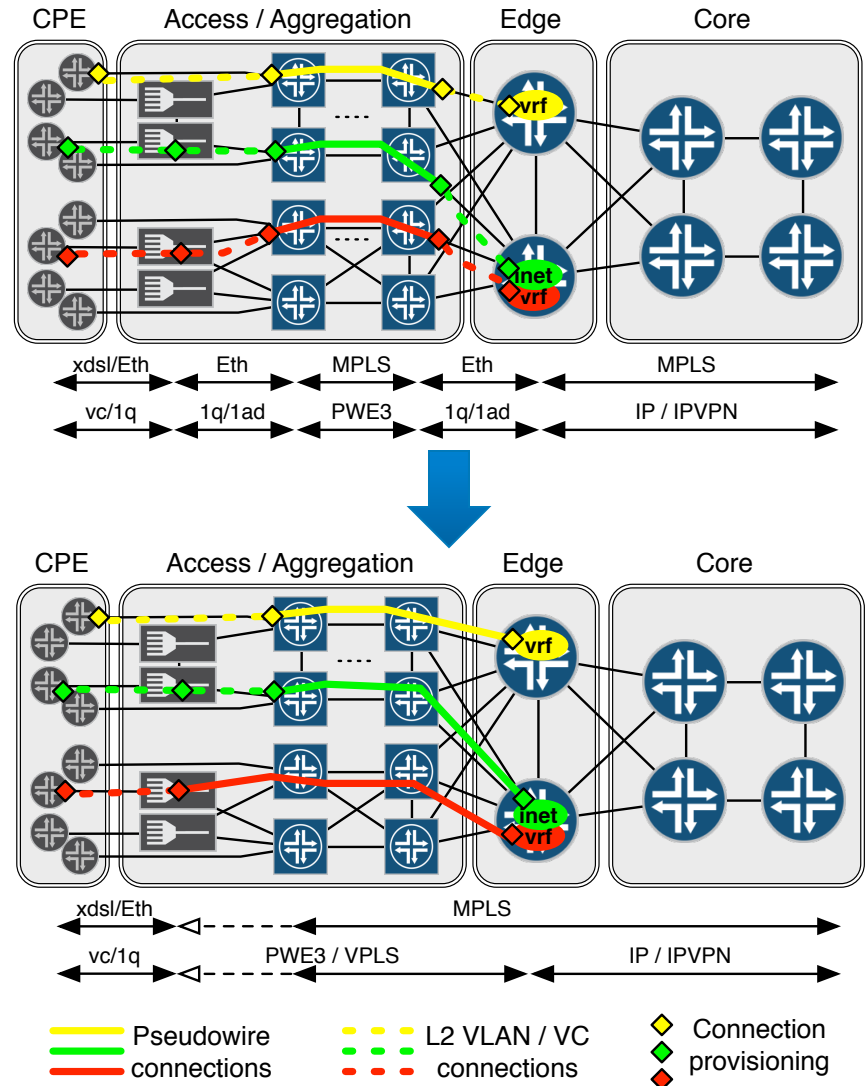 CPE Access / Aggregation Edge Core
vrf
inet
vrf
xdsl/Eth Eth MPLS Eth MPLS
vc/1q 1q/1ad PWE3 1q/1ad IP / IPVPN
CPE Access / Aggregation Edge Core
vrf
inet
vrf
xdsl/Eth MPLS
vc/1q PWE3 / VPLS IP / IPVPN
Pseudowire L2 VLAN / VC Connection
connections connections provisioning